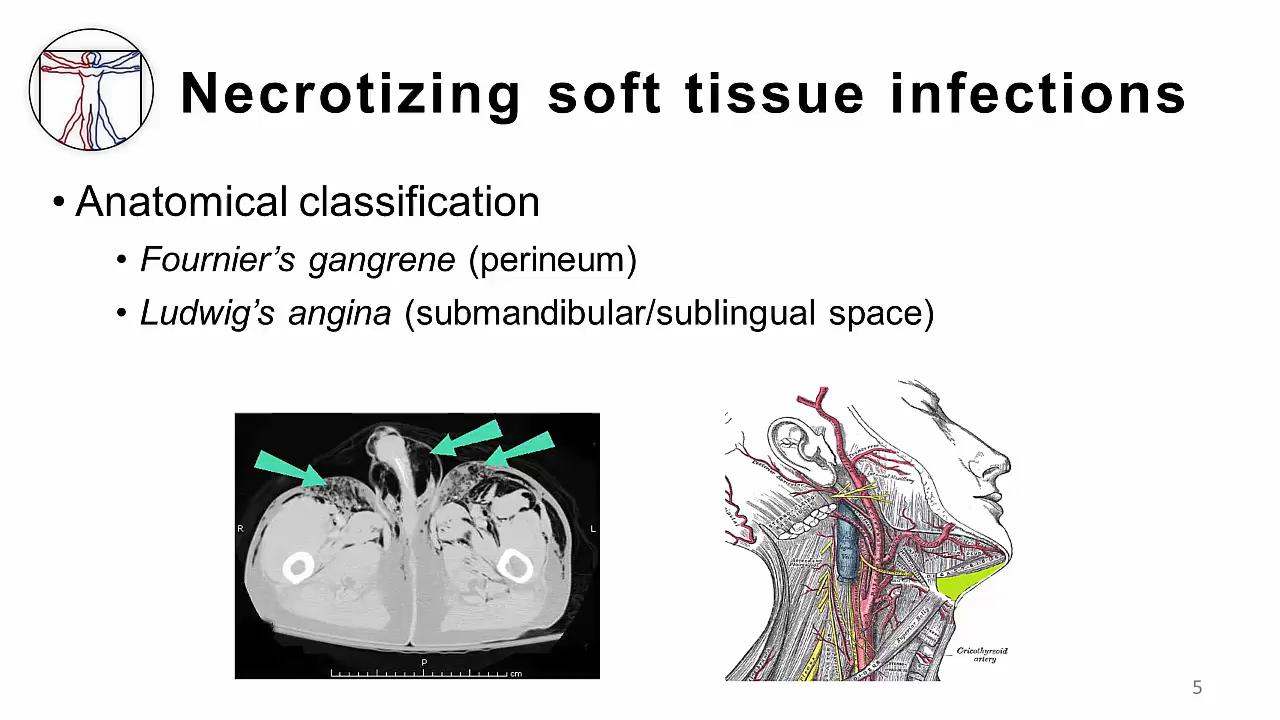 Necrotizing soft tissue infections
• Anatomical classification
• Fournier’s gangrene (perineum)
• Ludwig’s angina (submandibular/sublingual space)
R
L
P
cm
Cricothyroid
artery
5